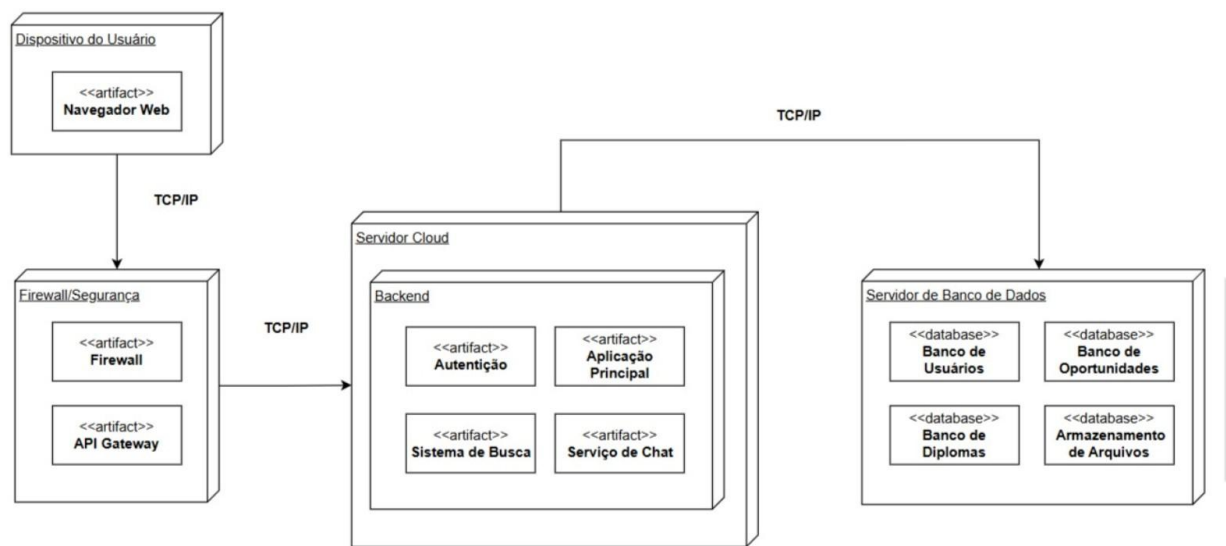 Dispositivo do Usuário
<<artifact>>
Navegador Web
TCP/IP
Firewall/Segurança
<<artifact>>
Firewall
<<artifact>>
API Gateway
TCP/IP
Servidor Cloud
Backend
<<artifact>>
Autentição
<<artifact>>
Aplicação
Principal
<<artifact>>
Sistema de Busca
<<artifact>>
Serviço de Chat
TCP/IP
Servidor de Banco de Dados
<<database>>
Banco de
Usuários
<<database>>
Banco de
Oportunidades
<<database>>
Banco de
Diplomas
<<database>>
Armazenamento
de Arquivos